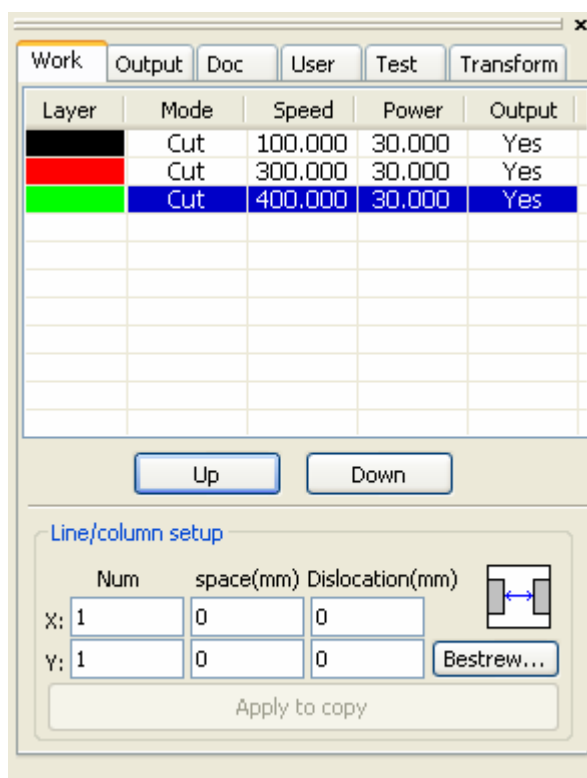 Work Output Doc User Test Transform
Layer Mode Speed Power Output
Cut 100.000 30.000 Yes
Cut 300.000 30.000 Yes
Cut 400.000 30.000 Yes
Up Down
Line/column setup
Num space(mm) Dislocation(mm)
X: 1 0 0
Y: 1 0 0 Bestrew...
Apply to copy